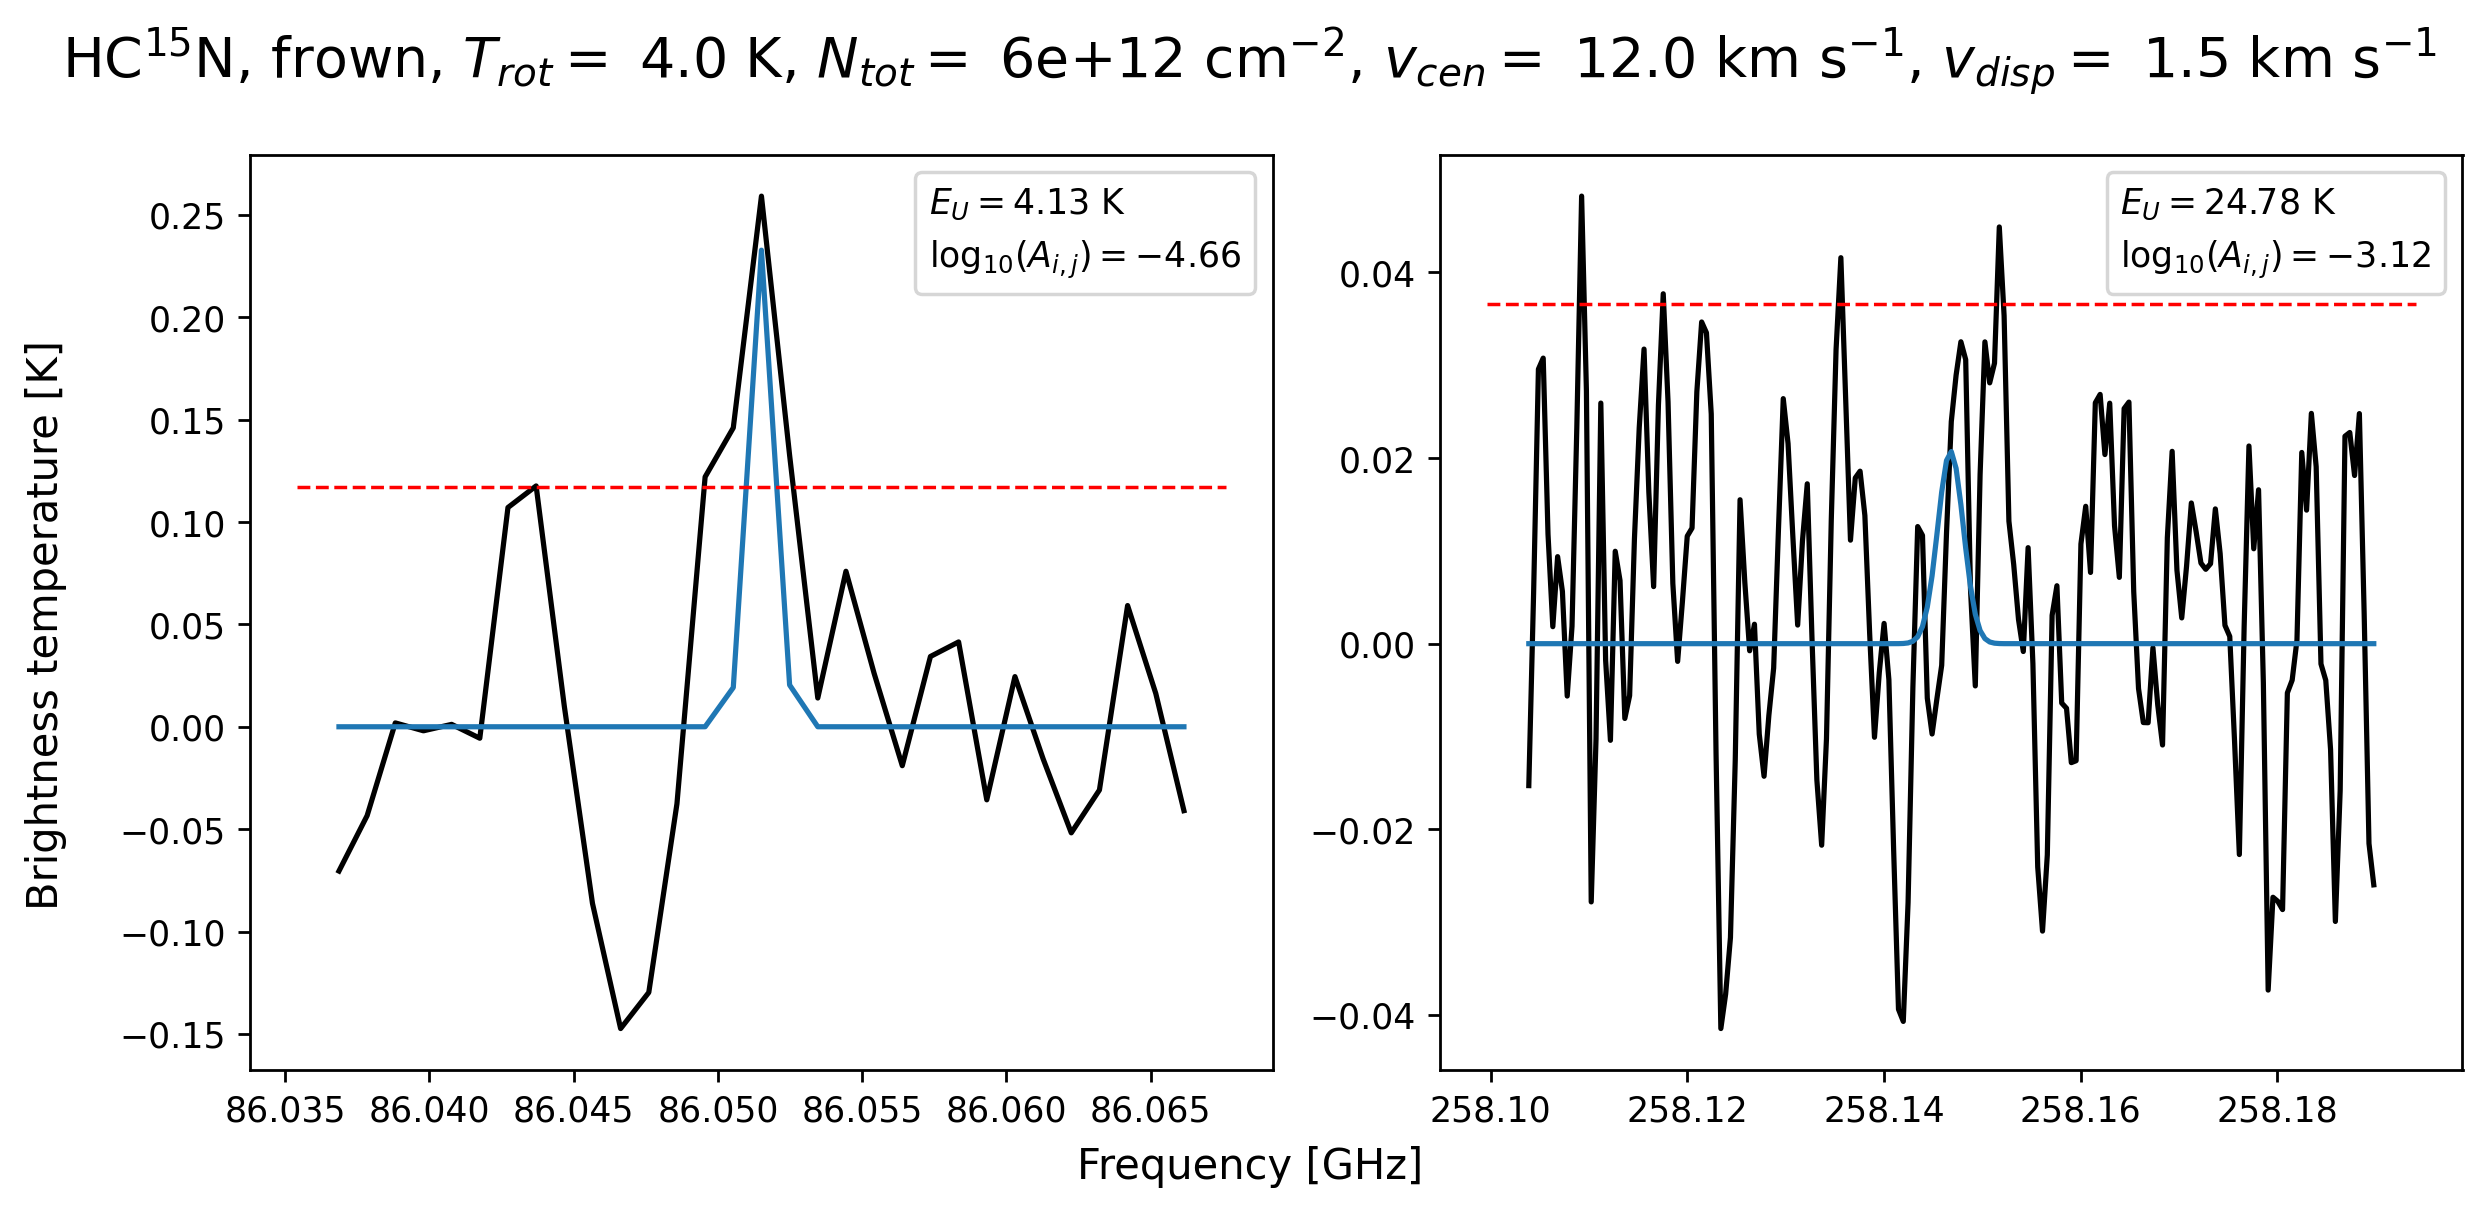 HC¹⁵N, frown, T_rot = 4.0 K, N_tot = 6e+12 cm⁻², v_cen = 12.0 km s⁻¹, v_disp = 1.5 km s⁻¹
Brightness temperature [K]
0.25
0.20
0.15
0.10
0.05
0.00
−0.05
−0.10
−0.15
E_U = 4.13 K
log₁₀(A_i,j) = −4.66
86.035 86.040 86.045 86.050 86.055 86.060 86.065
0.04
0.02
0.00
−0.02
−0.04
E_U = 24.78 K
log₁₀(A_i,j) = −3.12
258.10 258.12 258.14 258.16 258.18
Frequency [GHz]